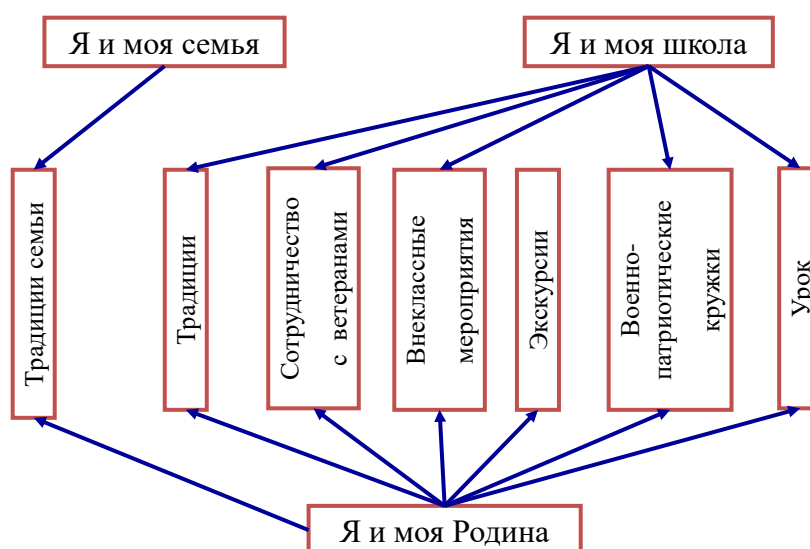 Я и моя семья
Я и моя школа
Традиции семьи
Традиции
Сотрудничество
с ветеранами
Внеклассные
мероприятия
Экскурсии
Военно-
патриотические
кружки
Урок
Я и моя Родина